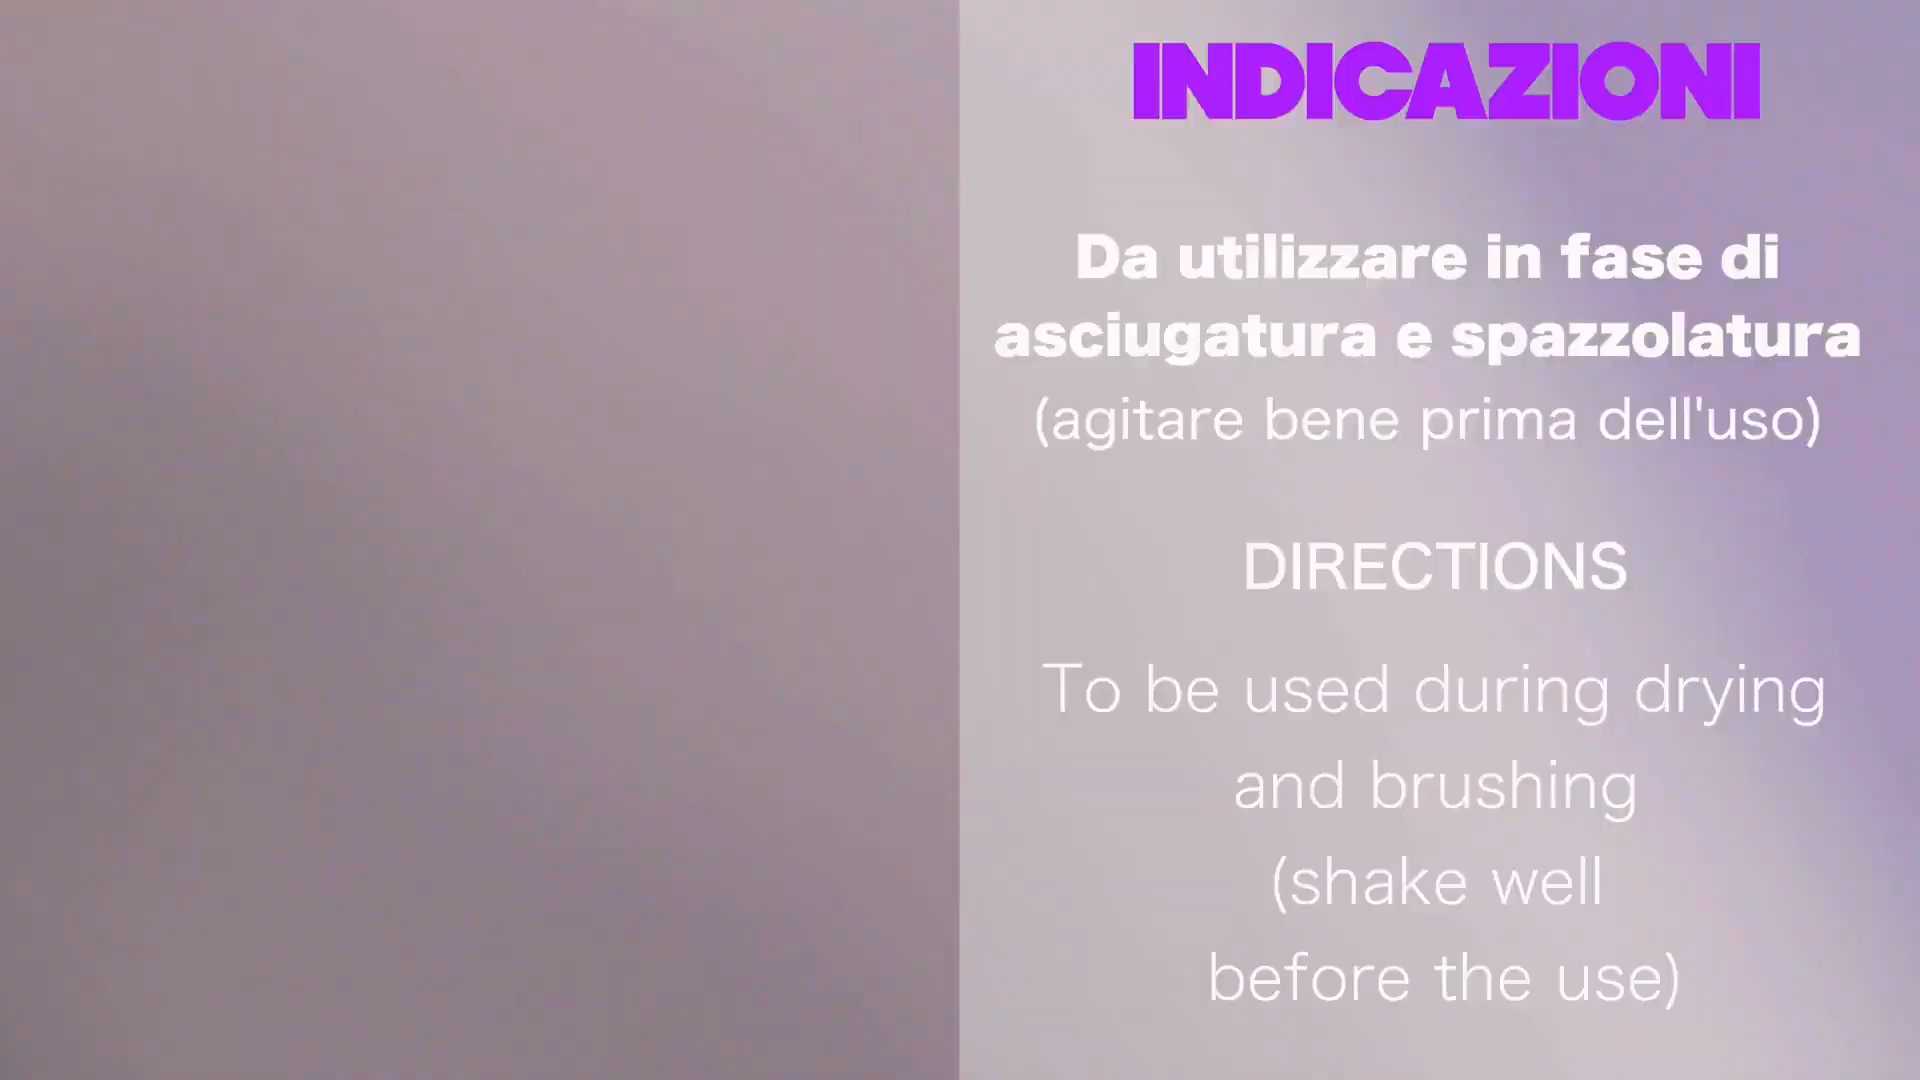 INDICAZIONI
Da utilizzare in fase di
asciugatura e spazzolatura
(agitare bene prima dell'uso)
DIRECTIONS
To be used during drying
and brushing
(shake well
before the use)